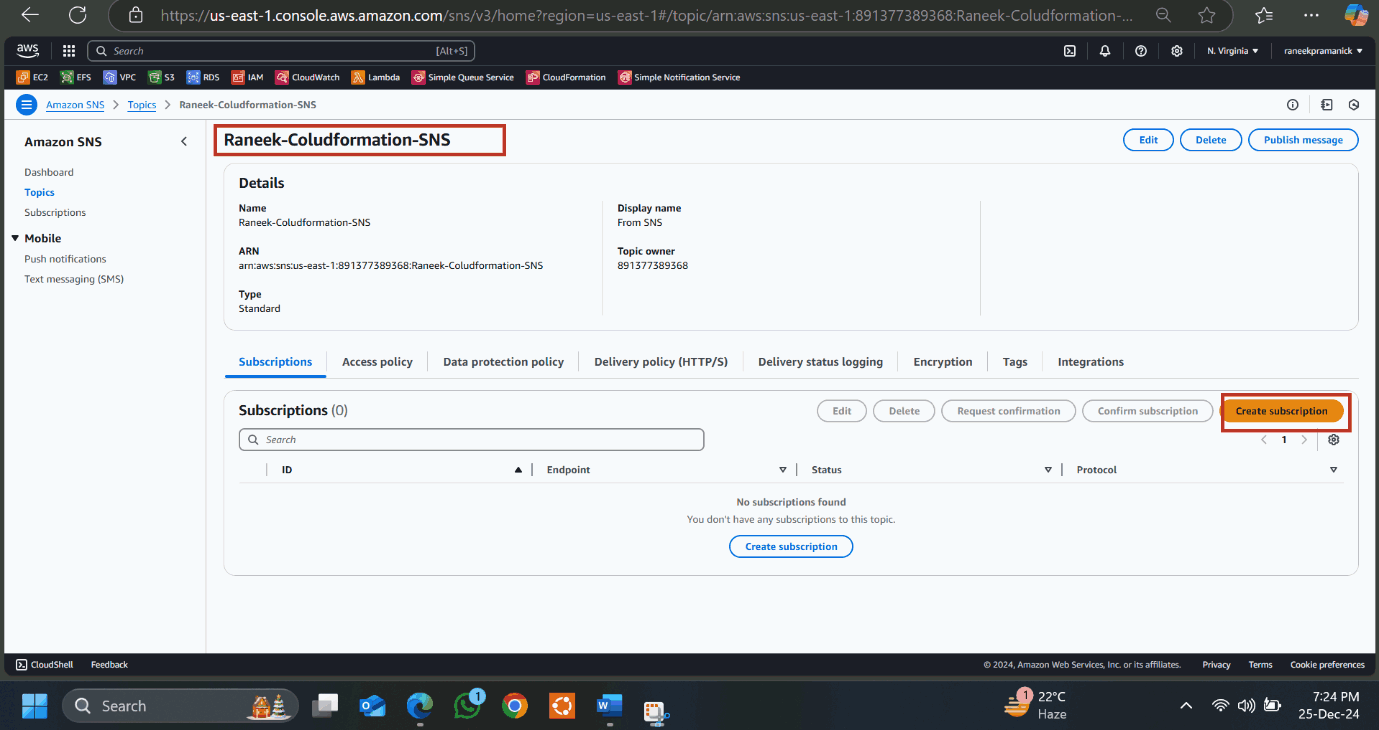 https://us-east-1.console.aws.amazon.com/sns/v3/home?region=us-east-1#/topic/arn:aws:sns:us-east-1:891377389368:Raneek-Coludformation-...
aws
Search [Alt+S]
N. Virginia
raneekpramanick
EC2 EFS VPC S3 RDS IAM CloudWatch Lambda Simple Queue Service CloudFormation Simple Notification Service
Amazon SNS > Topics > Raneek-Coludformation-SNS
Amazon SNS
Dashboard
Topics
Subscriptions
Mobile
Push notifications
Text messaging (SMS)
Raneek-Coludformation-SNS
Edit Delete Publish message
Details
Name
Raneek-Coludformation-SNS
ARN
arn:aws:sns:us-east-1:891377389368:Raneek-Coludformation-SNS
Type
Standard
Display name
From SNS
Topic owner
891377389368
Subscriptions Access policy Data protection policy Delivery policy (HTTP/S) Delivery status logging Encryption Tags Integrations
Subscriptions (0)
Edit Delete Request confirmation Confirm subscription Create subscription
Search
1
ID Endpoint Status Protocol
No subscriptions found
You don't have any subscriptions to this topic.
Create subscription
CloudShell Feedback
© 2024, Amazon Web Services, Inc. or its affiliates. Privacy Terms Cookie preferences
Search
1
1
22°C
Haze
7:24 PM
25-Dec-24